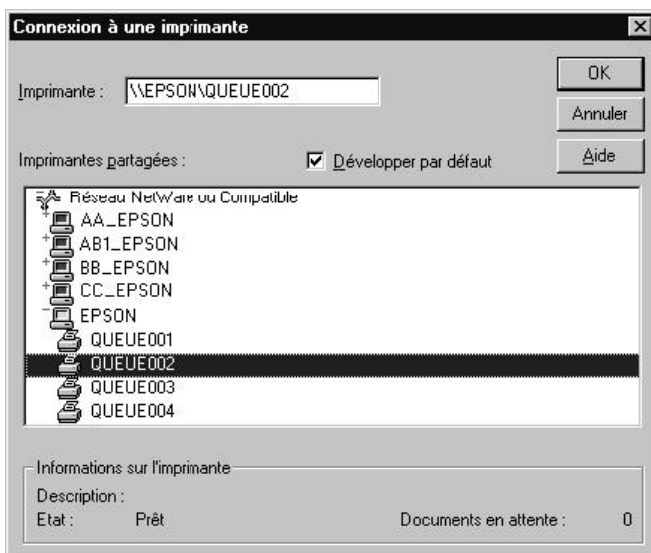 Connexion à une imprimante
Imprimante : \\EPSON\QUEUE002
OK
Annuler
Aide
Imprimantes partagées :
Développer par défaut
Réseau NetWare ou Compatible
AA_EPSON
AB1_EPSON
BB_EPSON
CC_EPSON
EPSON
QUEUE001
QUEUE002
QUEUE003
QUEUE004
Informations sur l'imprimante
Description :
Etat : Prêt Documents en attente : 0